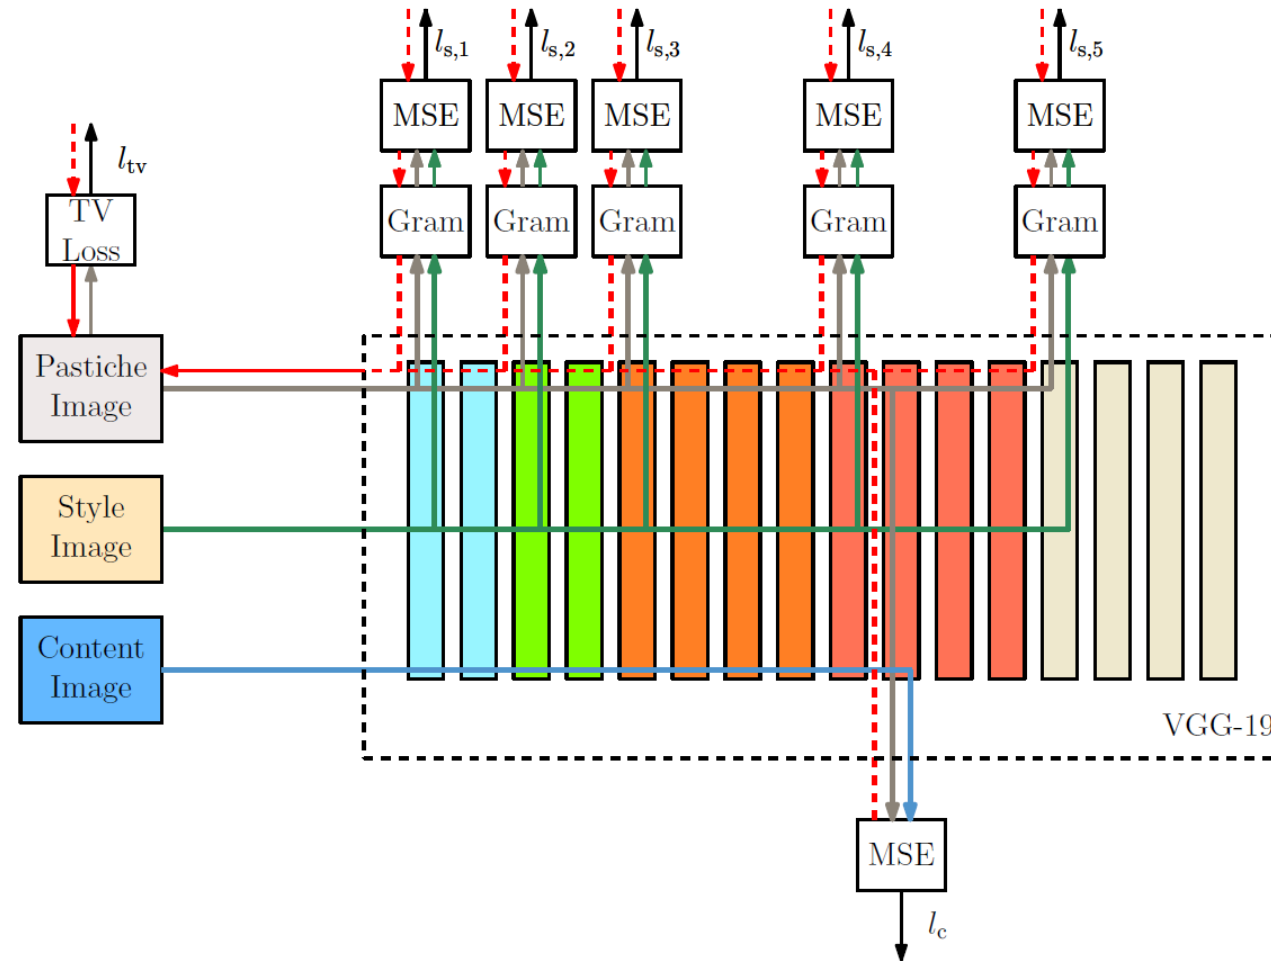 l_s,1 l_s,2 l_s,3 l_s,4 l_s,5
MSE MSE MSE MSE MSE
l_tv
TV
Loss
Gram Gram Gram Gram Gram
Pastiche
Image
Style
Image
Content
Image
VGG-19
MSE
l_c